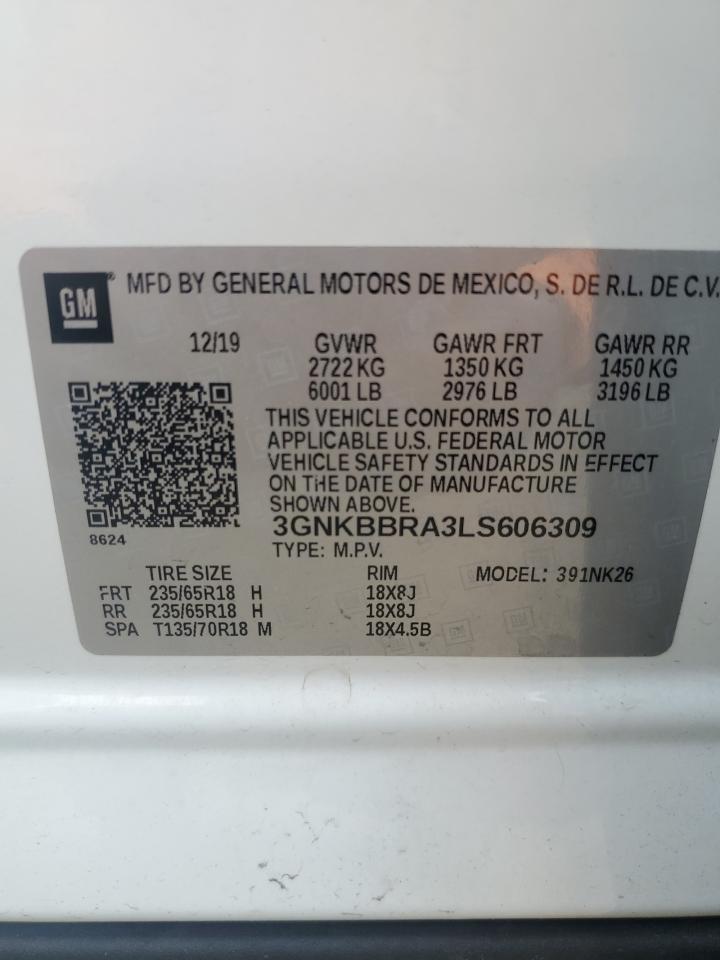 GM® MFD BY GENERAL MOTORS DE MEXICO, S. DE R.L. DE C.V.
12/19 GVWR GAWR FRT GAWR RR
2722 KG 1350 KG 1450 KG
6001 LB 2976 LB 3196 LB
THIS VEHICLE CONFORMS TO ALL
APPLICABLE U.S. FEDERAL MOTOR
VEHICLE SAFETY STANDARDS IN EFFECT
ON THE DATE OF MANUFACTURE
SHOWN ABOVE.
3GNKBBRA3LS606309
8624
TYPE: M.P.V.
TIRE SIZE RIM MODEL: 391NK26
FRT 235/65R18 H 18X8J
RR 235/65R18 H 18X8J
SPA T135/70R18 M 18X4.5B